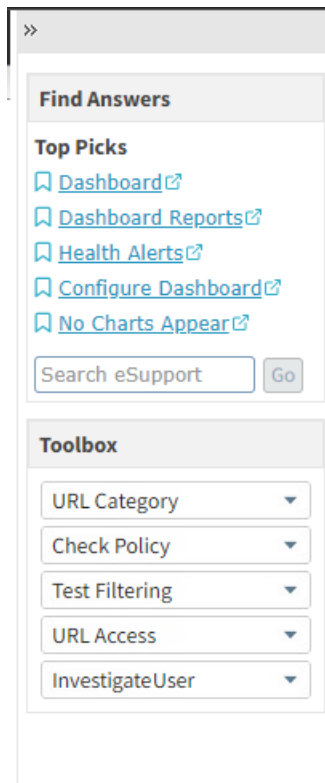 »
Find Answers
Top Picks
Dashboard
Dashboard Reports
Health Alerts
Configure Dashboard
No Charts Appear
Search eSupport Go
Toolbox
URL Category
Check Policy
Test Filtering
URL Access
InvestigateUser